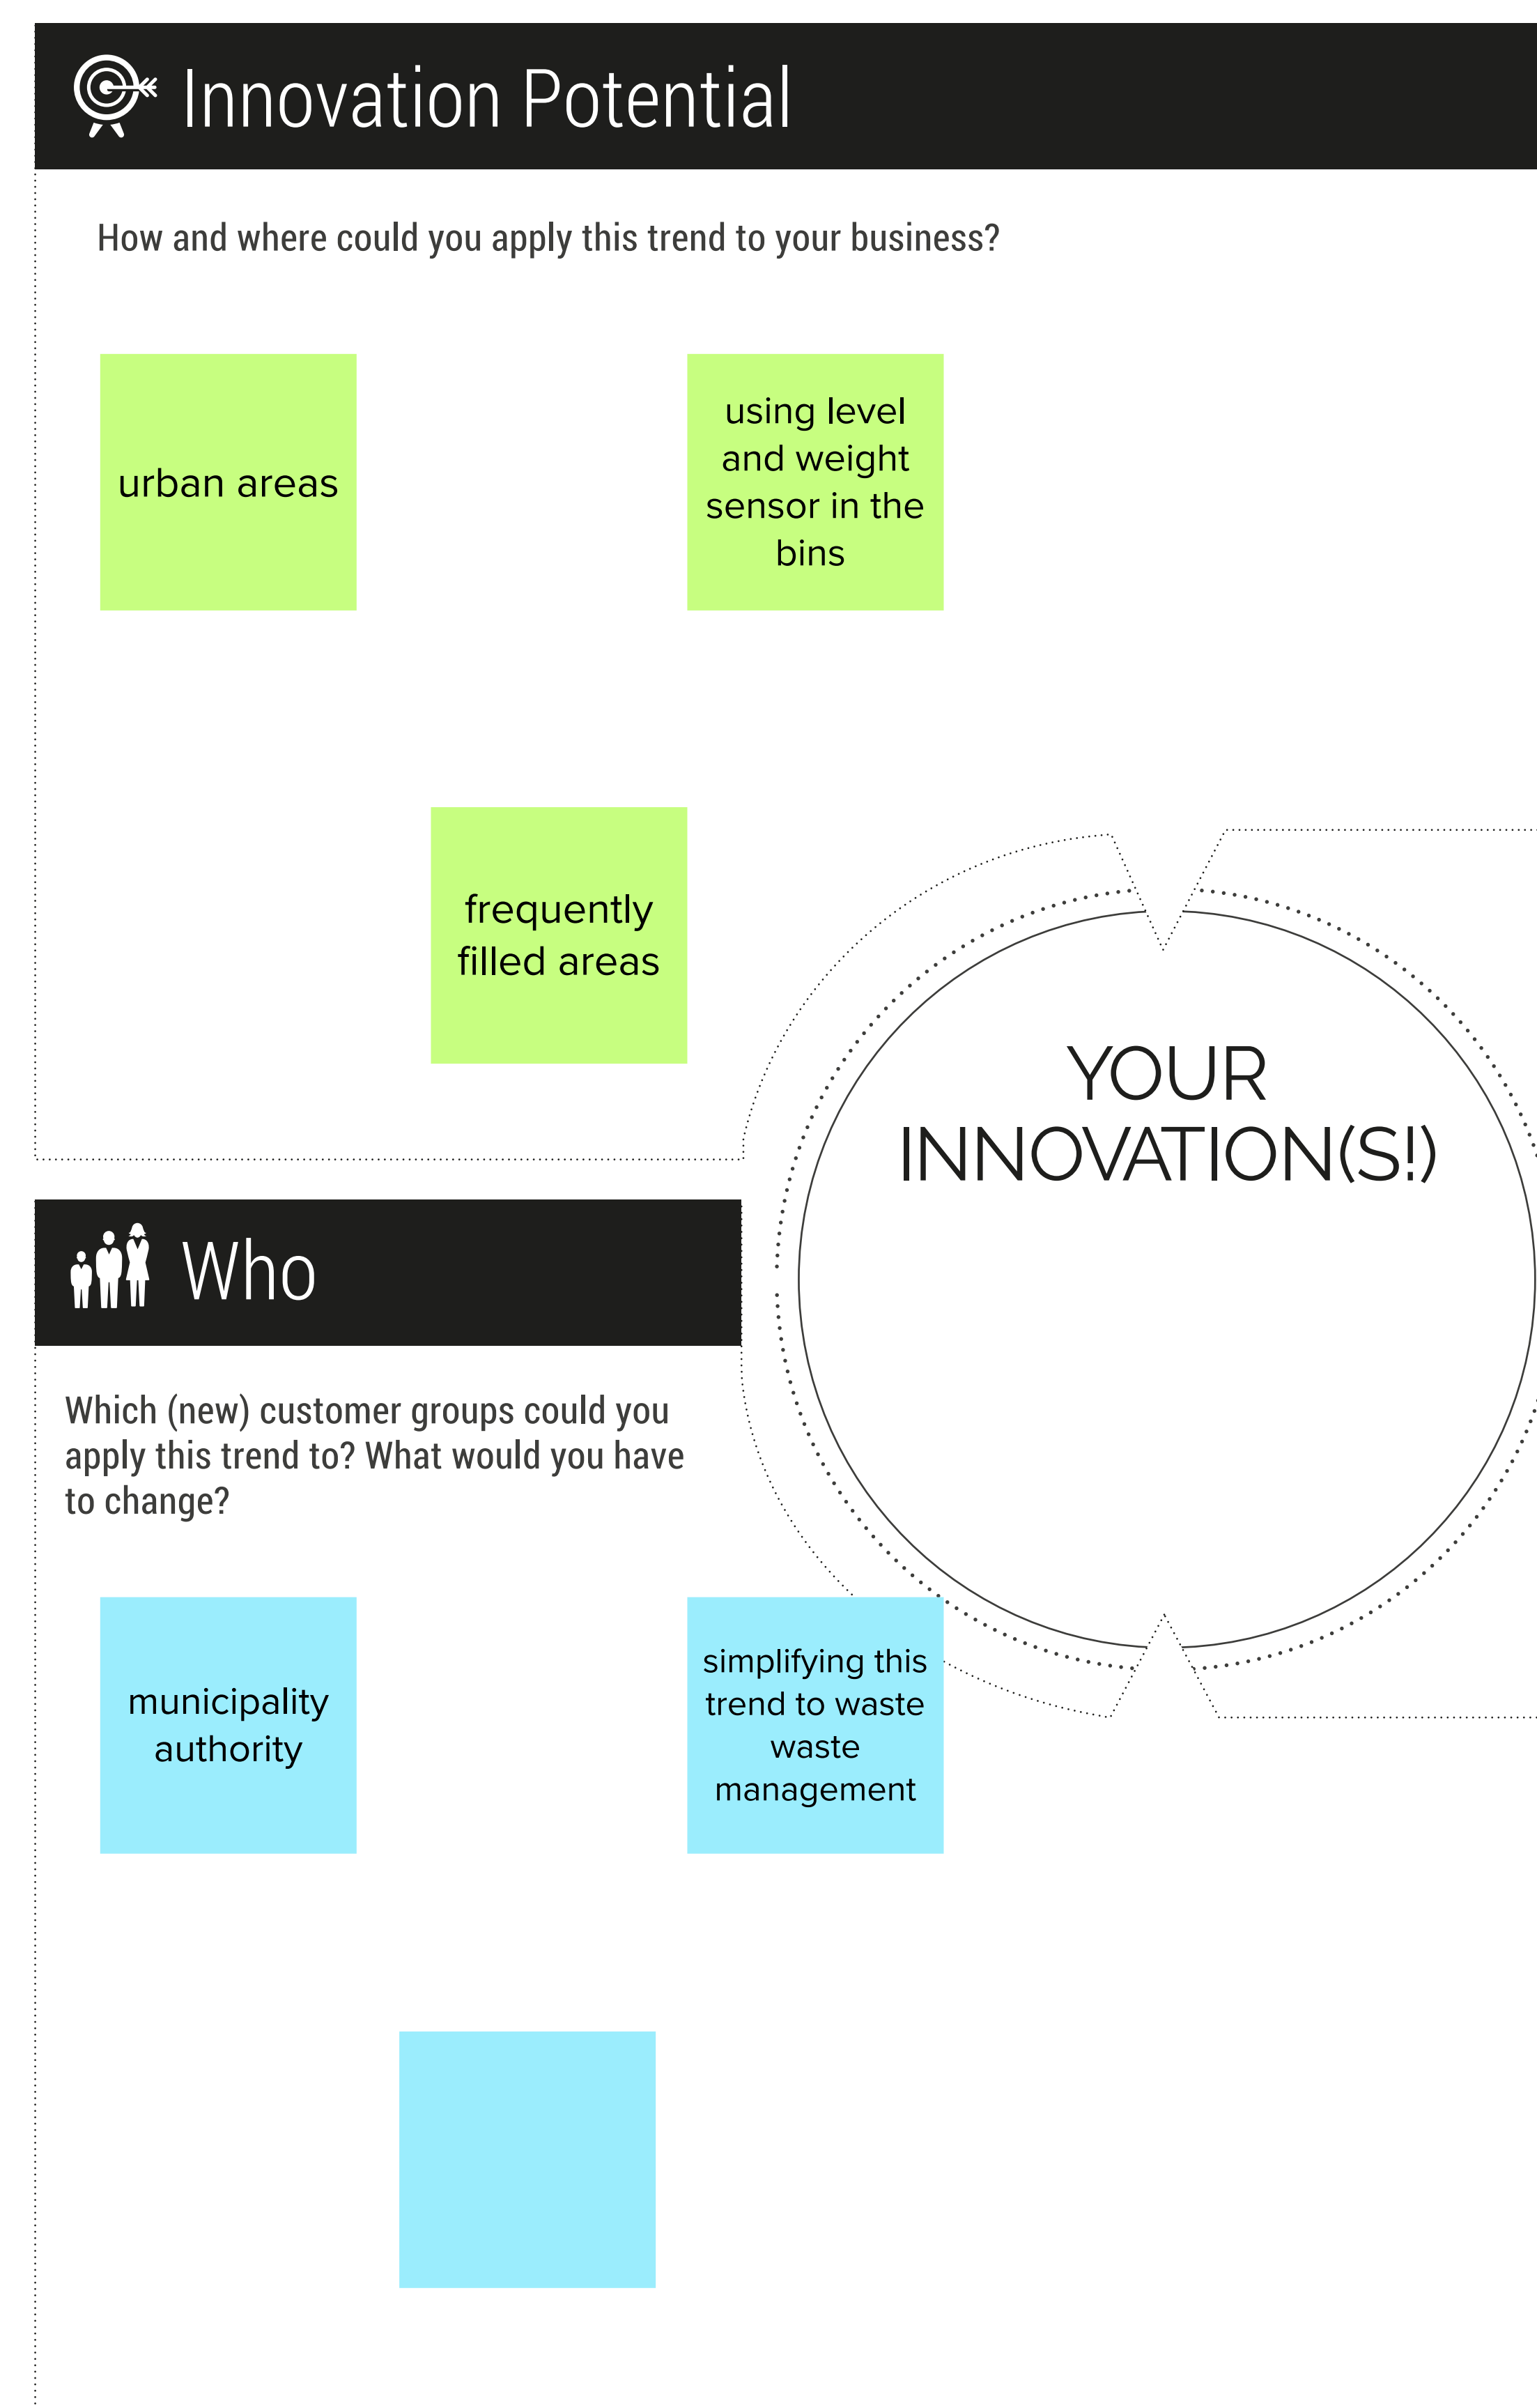 Innovation Potential
How and where could you apply this trend to your business?
urban areas
using level
and weight
sensor in the
bins
frequently
filled areas
YOUR
INNOVATION(S!)
Who
Which (new) customer groups could you
apply this trend to? What would you have
to change?
municipality
authority
simplifying this
trend to waste
waste
management